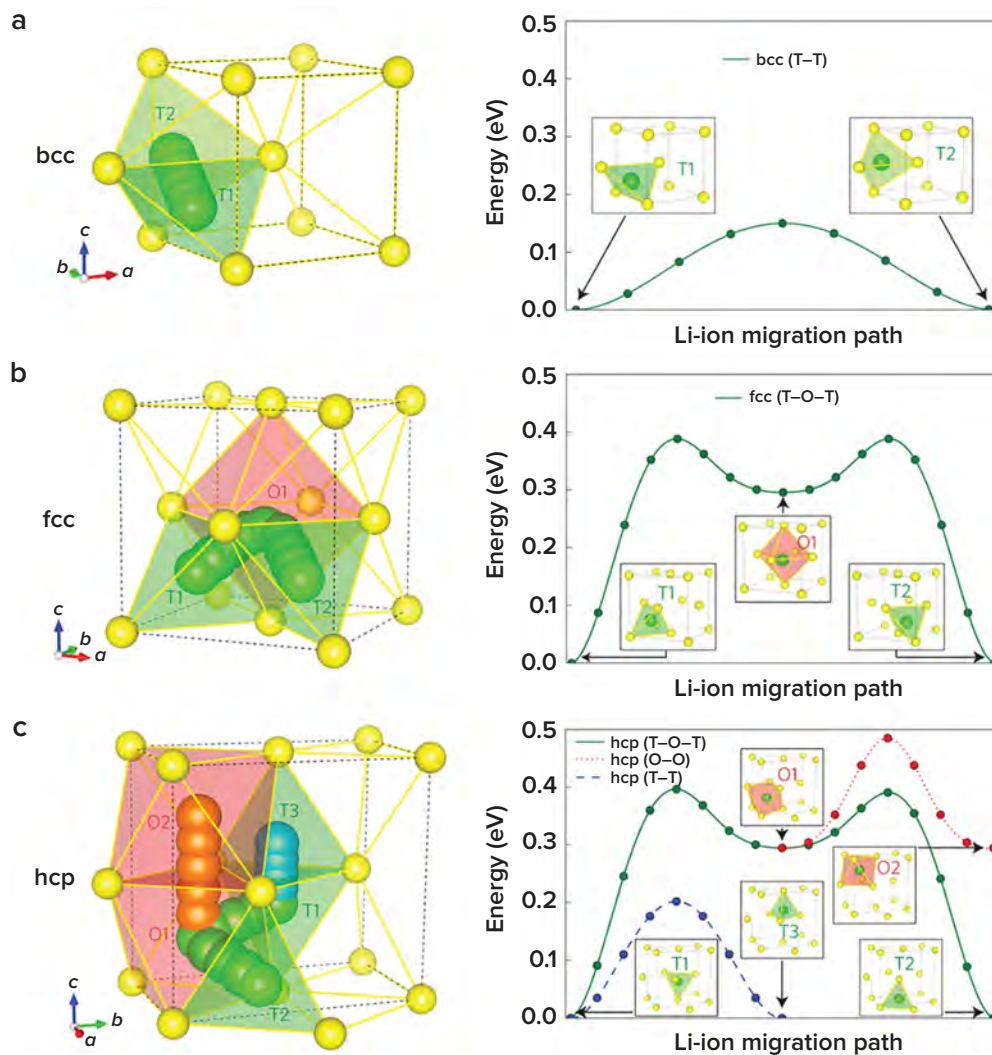 a
T2
T1
bcc
c
b
a
0.5
0.4
0.3
0.2
0.1
0.0
Energy (eV)
bcc (T–T)
T1
T2
Li-ion migration path
b
O1
fcc
T1
T2
c
b
a
0.5
0.4
0.3
0.2
0.1
0.0
Energy (eV)
fcc (T–O–T)
O1
T1
T2
Li-ion migration path
c
O2
T3
hcp
T1
O1
T2
c
b
a
0.5
0.4
0.3
0.2
0.1
0.0
Energy (eV)
hcp (T–O–T)
hcp (O–O)
hcp (T–T)
O1
O2
T3
T1
T2
Li-ion migration path